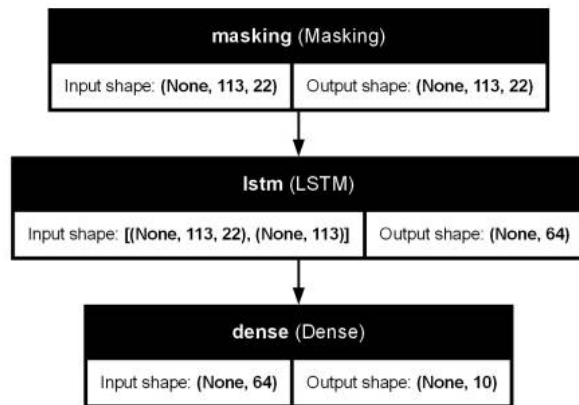 masking (Masking)
Input shape: (None, 113, 22) Output shape: (None, 113, 22)
lstm (LSTM)
Input shape: [(None, 113, 22), (None, 113)] Output shape: (None, 64)
dense (Dense)
Input shape: (None, 64) Output shape: (None, 10)